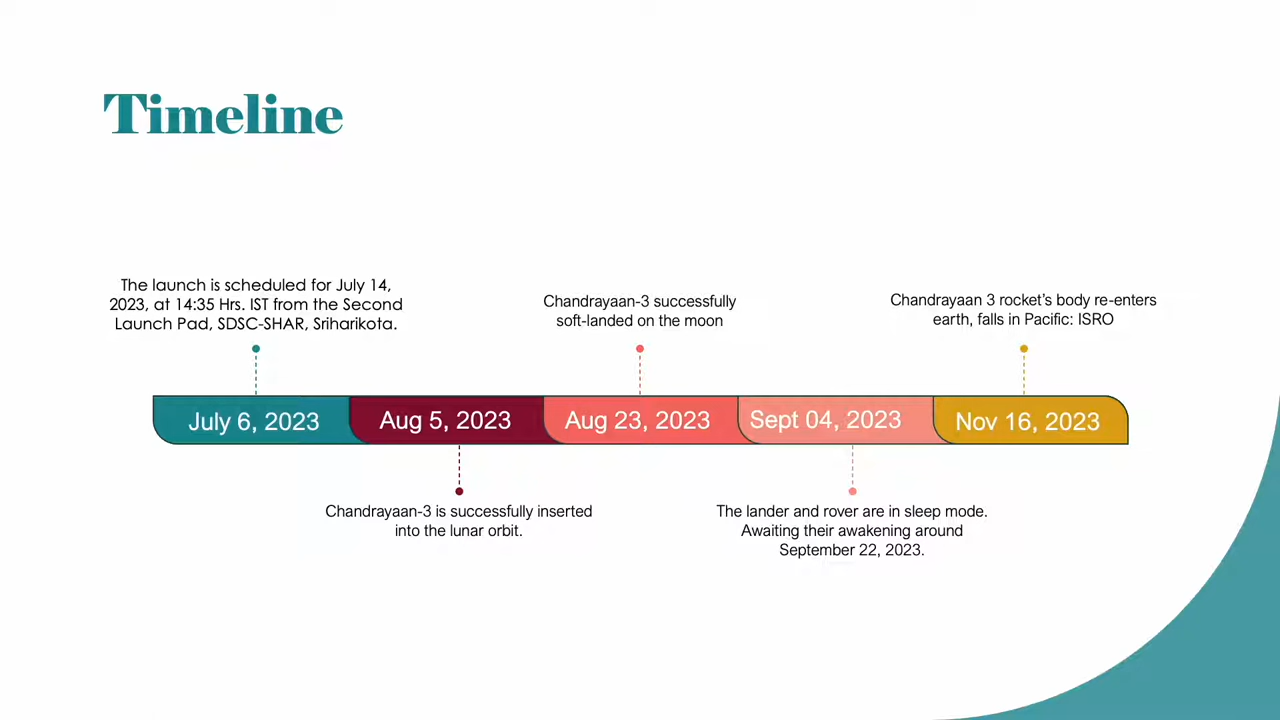 Timeline
The launch is scheduled for July 14,
2023, at 14:35 Hrs. IST from the Second
Launch Pad, SDSC-SHAR, Sriharikota.
Chandrayaan-3 successfully
soft-landed on the moon
Chandrayaan 3 rocket's body re-enters
earth, falls in Pacific: ISRO
July 6, 2023
Aug 5, 2023
Aug 23, 2023
Sept 04, 2023
Nov 16, 2023
Chandrayaan-3 is successfully inserted
into the lunar orbit.
The lander and rover are in sleep mode.
Awaiting their awakening around
September 22, 2023.